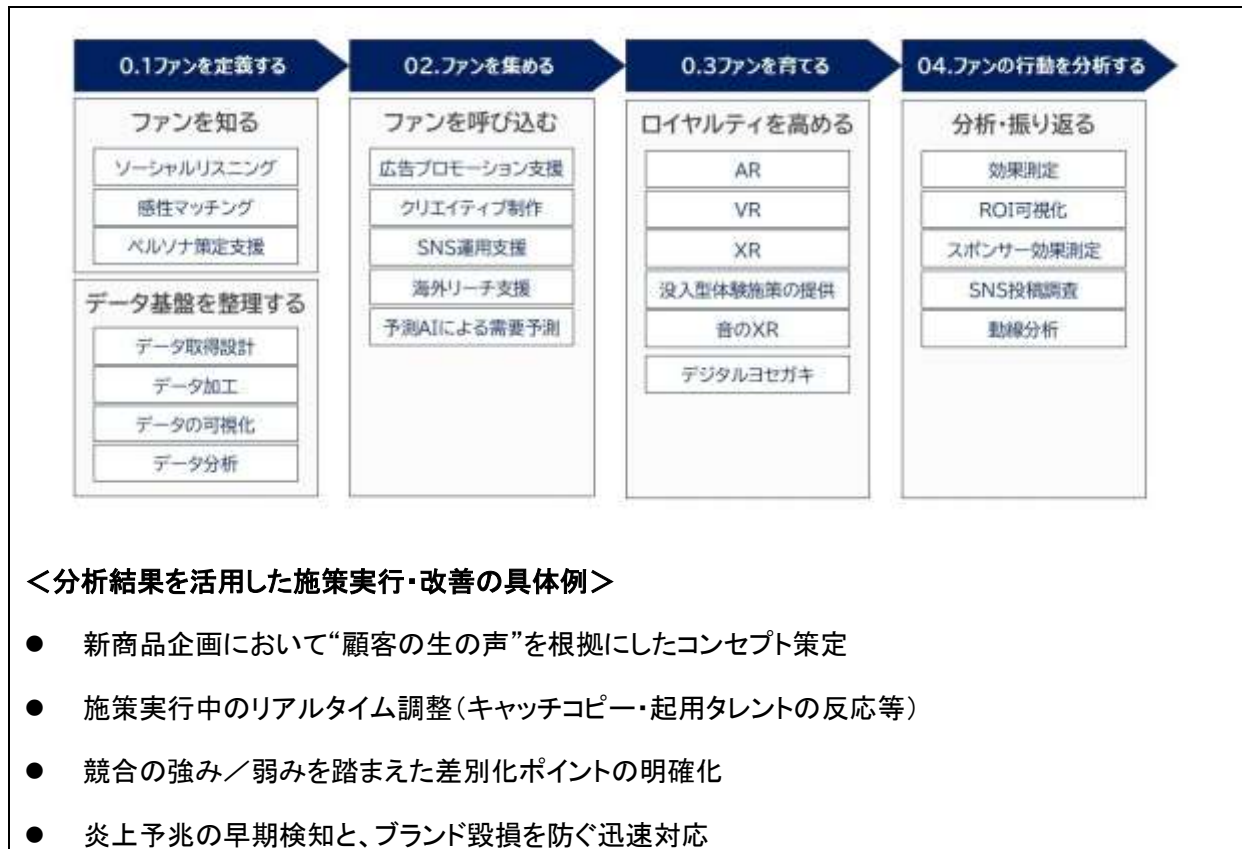 0.1ファンを定義する
ファンを知る
ソーシャルリスニング
感性マッチング
ペルソナ策定支援
データ基盤を整理する
データ取得設計
データ加工
データの可視化
データ分析
02.ファンを集める
ファンを呼び込む
広告プロモーション支援
クリエイティブ制作
SNS運用支援
海外リーチ支援
予測AIによる需要予測
0.3ファンを育てる
ロイヤルティを高める
AR
VR
XR
没入型体験施策の提供
音のXR
デジタルヨセガキ
04.ファンの行動を分析する
分析・振り返る
効果測定
ROI可視化
スポンサー効果測定
SNS投稿調査
動線分析
＜分析結果を活用した施策実行・改善の具体例＞
● 新商品企画において“顧客の生の声”を根拠にしたコンセプト策定
● 施策実行中のリアルタイム調整（キャッチコピー・起用タレントの反応等）
● 競合の強み／弱みを踏まえた差別化ポイントの明確化
● 炎上予兆の早期検知と、ブランド毀損を防ぐ迅速対応